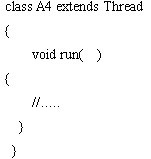 class A4 extends Thread
{
void run(    )
{
//.....
}
}